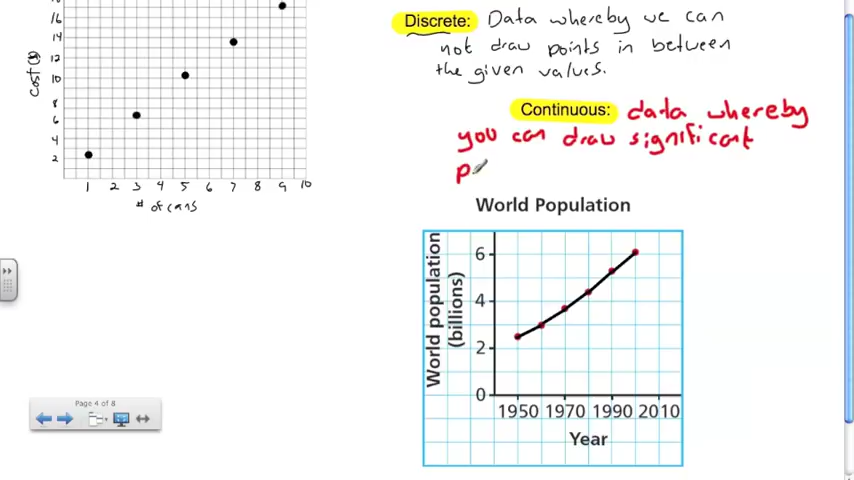 16
14
12
10
8
6
4
2
Cost ($)
1 2 3 4 5 6 7 8 9 10
# of cans
Discrete: Data whereby we can
not draw points in between
the given values.
Continuous: data whereby
you can draw significant
World Population
World population
(billions)
6
4
2
0
1950 1970 1990 2010
Year
Page 4 of 8